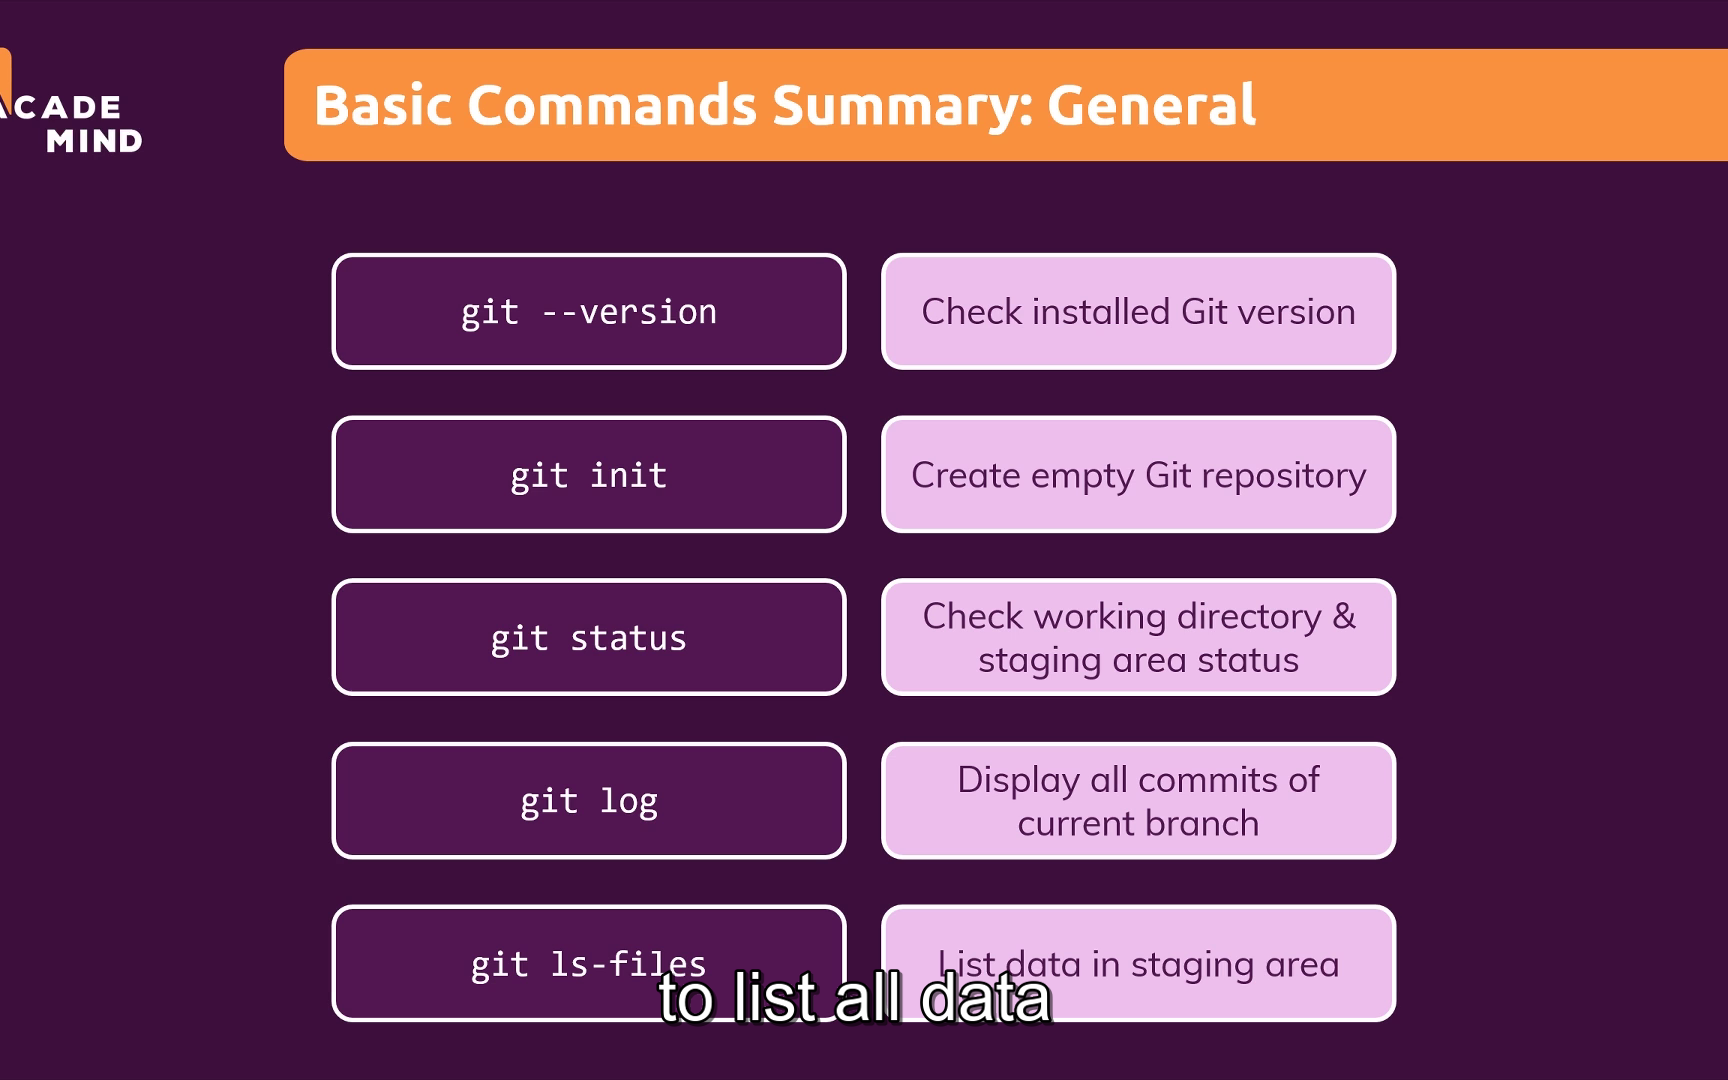 ACADE
MIND
Basic Commands Summary: General
git --version
Check installed Git version
git init
Create empty Git repository
git status
Check working directory &
staging area status
git log
Display all commits of
current branch
git ls-files
List data in staging area
to list all data